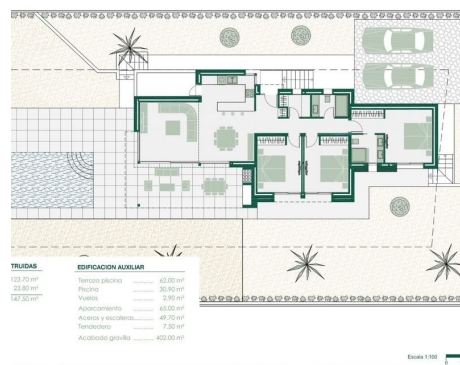 TRUIDAS
123.70 m²
23.80 m²
147.50 m²
EDIFICACION AUXILIAR
Terraza piscina ........ 62.00 m²
Piscina ........ 30.90 m²
Vuelos ........ 2.90 m²
Aparcamiento ........ 65.00 m²
Aceros y escaleras ........ 49.70 m²
Tendedero ........ 7.50 m²
Acabado gravilla ........ 402.00 m²
Escala 1:100
0